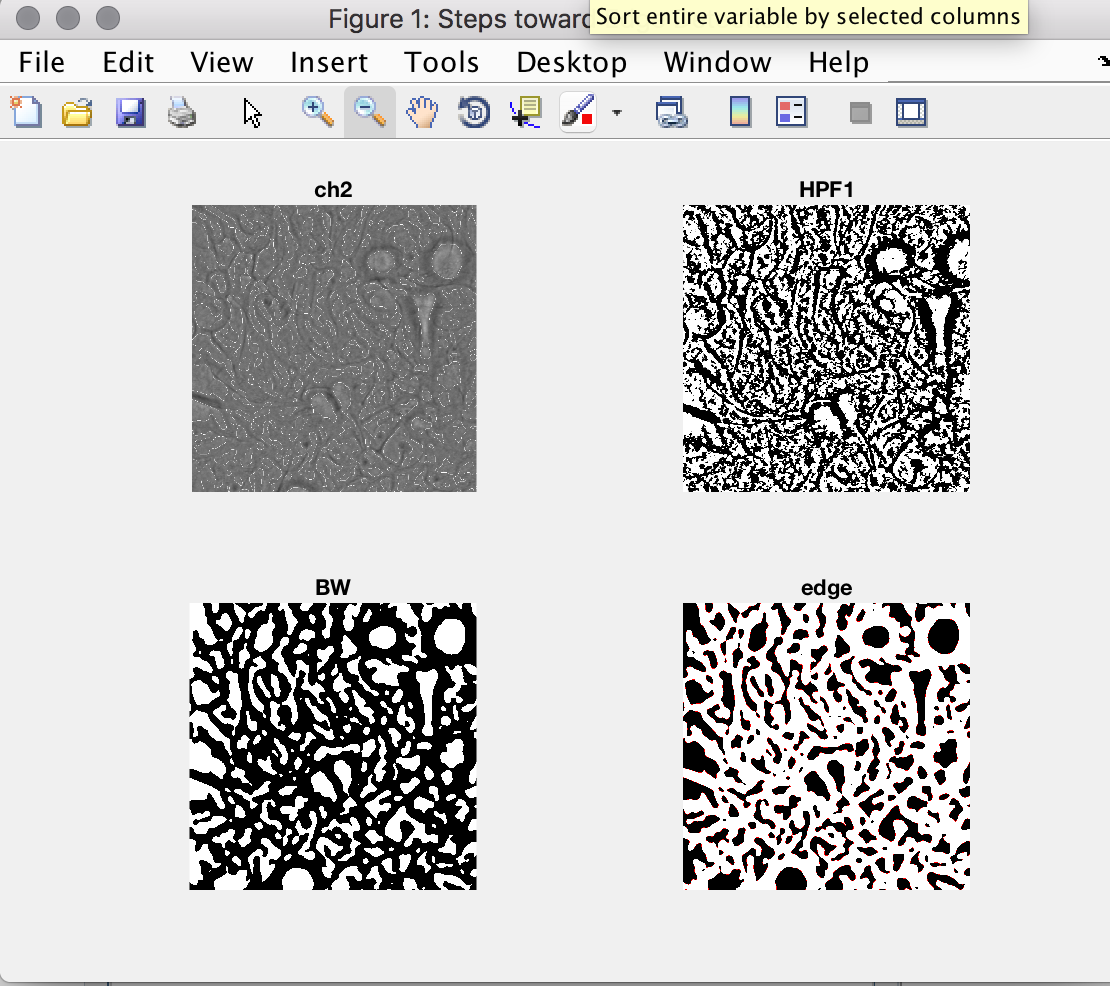 Figure 1: Steps toward
Sort entire variable by selected columns
File Edit View Insert Tools Desktop Window Help
ch2
HPF1
BW
edge